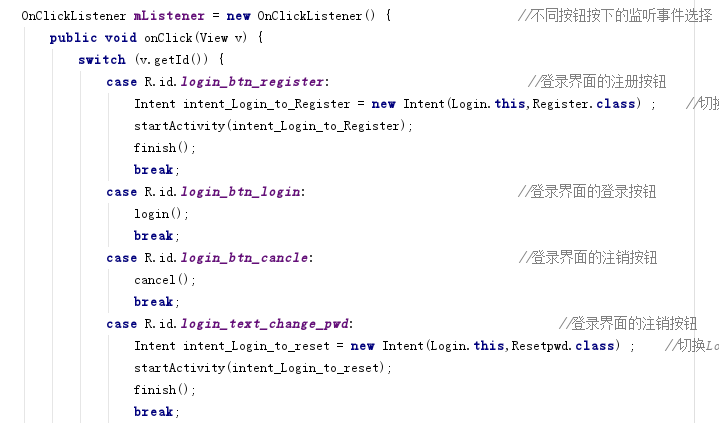 OnClickListener mListener = new OnClickListener() { //不同按钮按下的监听事件选择
public void onClick(View v) {
switch (v.getId()) {
case R.id.login_btn_register: //登录界面的注册按钮
Intent intent_Login_to_Register = new Intent(Login.this,Register.class) ; //切换
startActivity(intent_Login_to_Register);
finish();
break;
case R.id.login_btn_login: //登录界面的登录按钮
login();
break;
case R.id.login_btn_cancle: //登录界面的注销按钮
cancel();
break;
case R.id.login_text_change_pwd: //登录界面的注销按钮
Intent intent_Login_to_reset = new Intent(Login.this,Resetpwd.class) ; //切换Lo
startActivity(intent_Login_to_reset);
finish();
break;